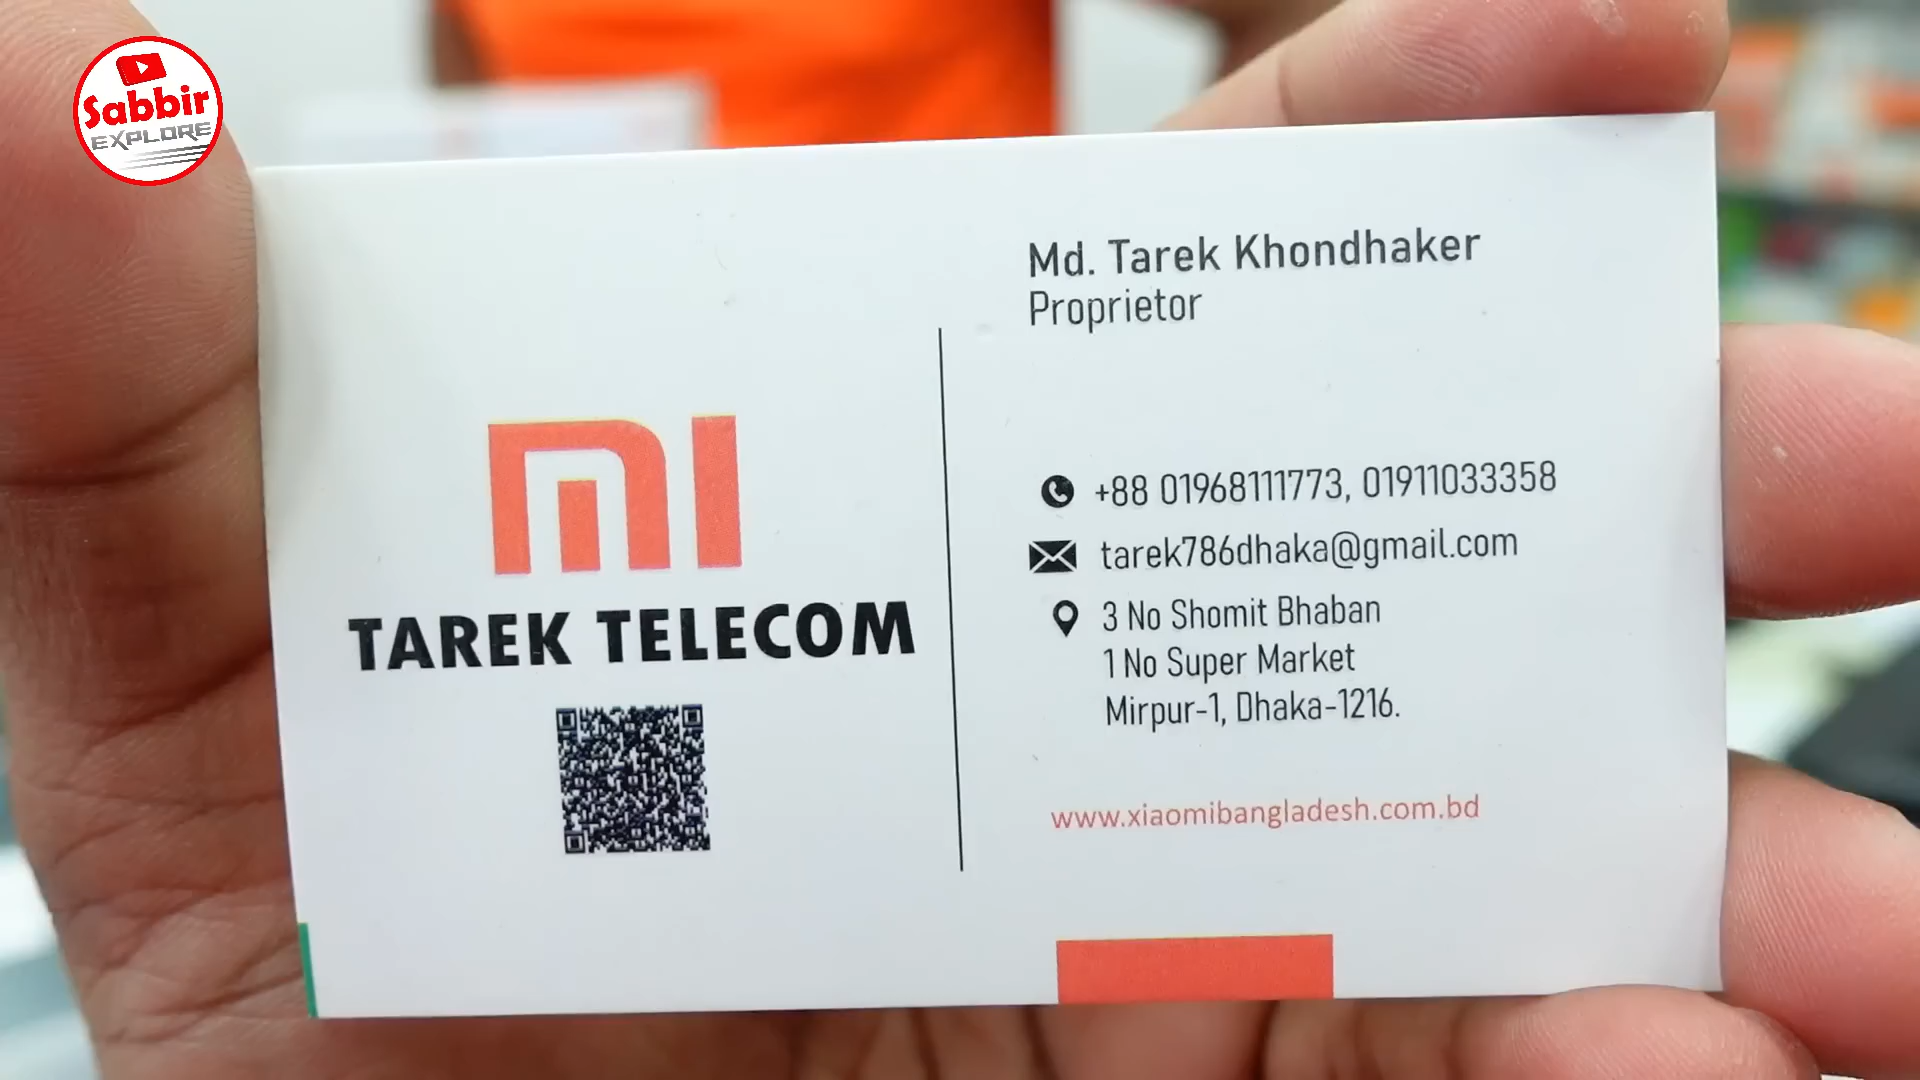 Sabbir
EXPLORE
Md. Tarek Khondhaker
Proprietor
mi
TAREK TELECOM
+88 01968111773, 01911033358
tarek786dhaka@gmail.com
3 No Shomit Bhaban
1 No Super Market
Mirpur-1, Dhaka-1216.
www.xiaomibangladesh.com.bd